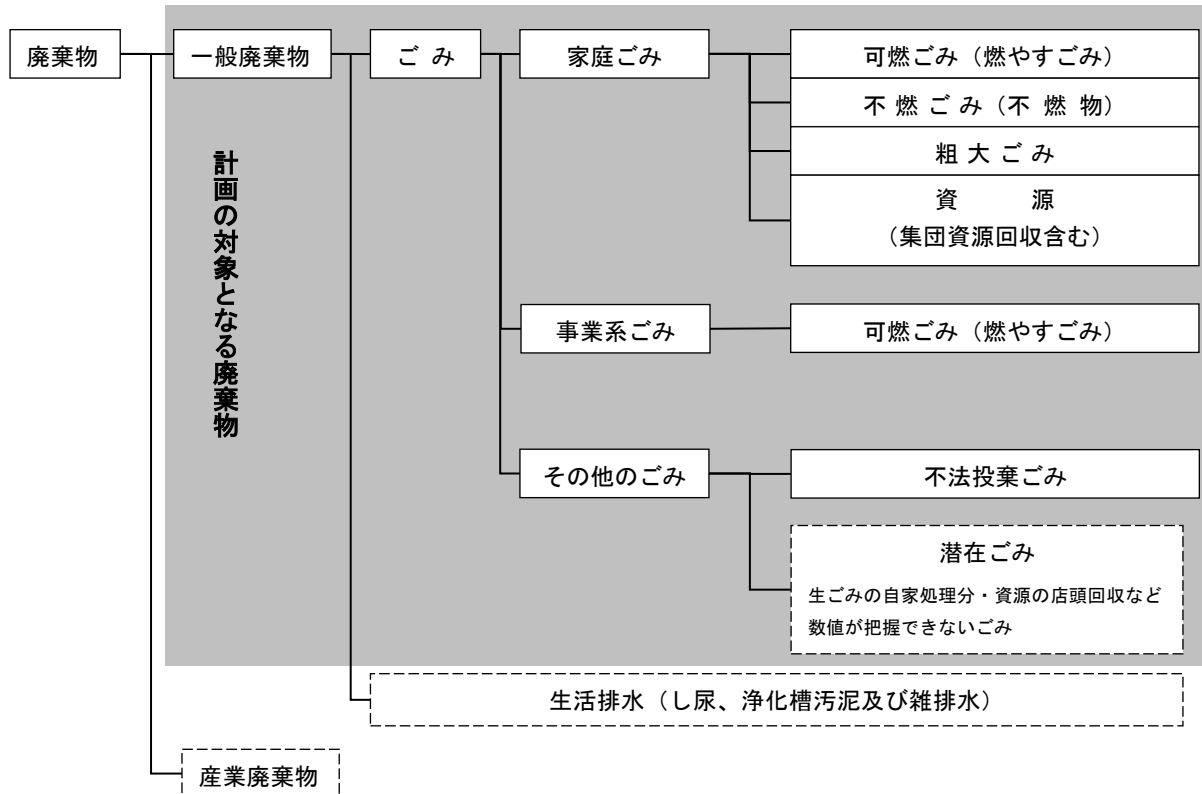 廃棄物
一般廃棄物
ごみ
家庭ごみ
可燃ごみ（燃やすごみ）
不燃ごみ（不燃物）
粗大ごみ
資源
（集団資源回収含む）
計画の対象となる廃棄物
事業系ごみ
可燃ごみ（燃やすごみ）
その他のごみ
不法投棄ごみ
潜在ごみ
生ごみの自家処理分・資源の店頭回収など
数値が把握できないごみ
生活排水（し尿、浄化槽汚泥及び雑排水）
産業廃棄物